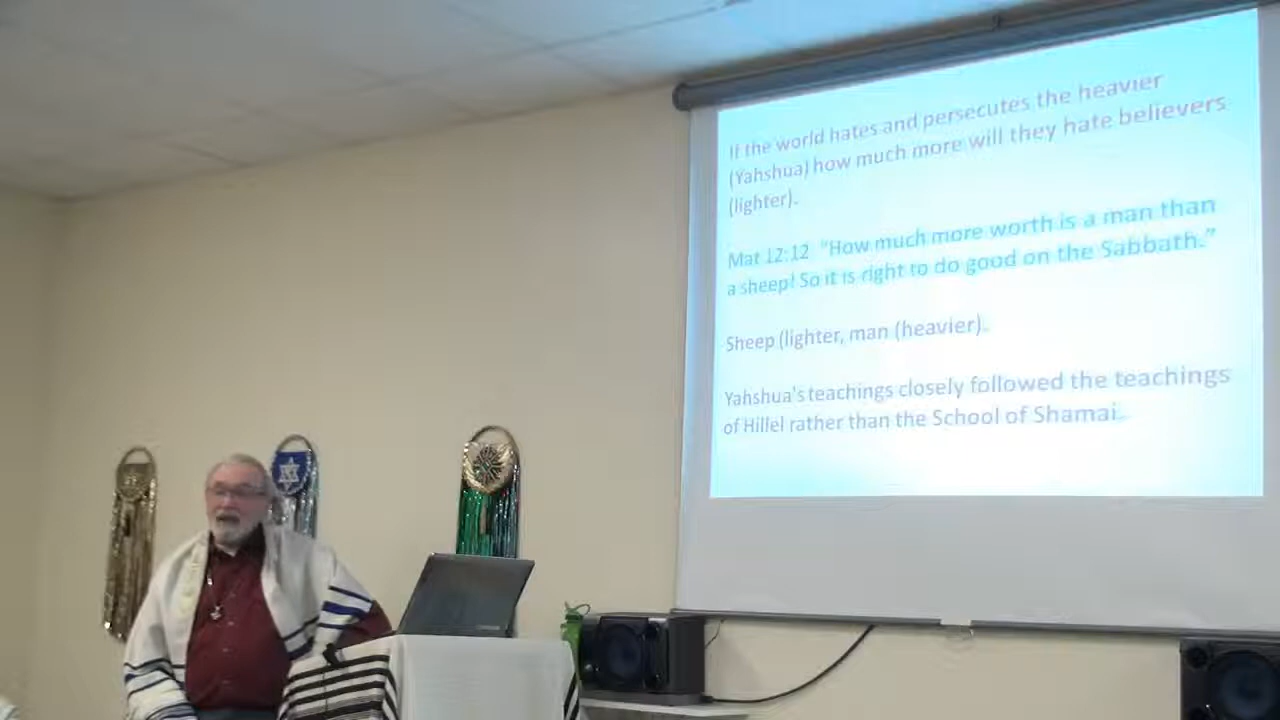 If the world hates and persecutes the heavier
(Yahshua) how much more will they hate believers
(lighter).
Mat 12:12 "How much more worth is a man than
a sheep! So it is right to do good on the Sabbath."
Sheep (lighter, man (heavier).
Yahshua's teachings closely followed the teachings
of Hillel rather than the School of Shamai.